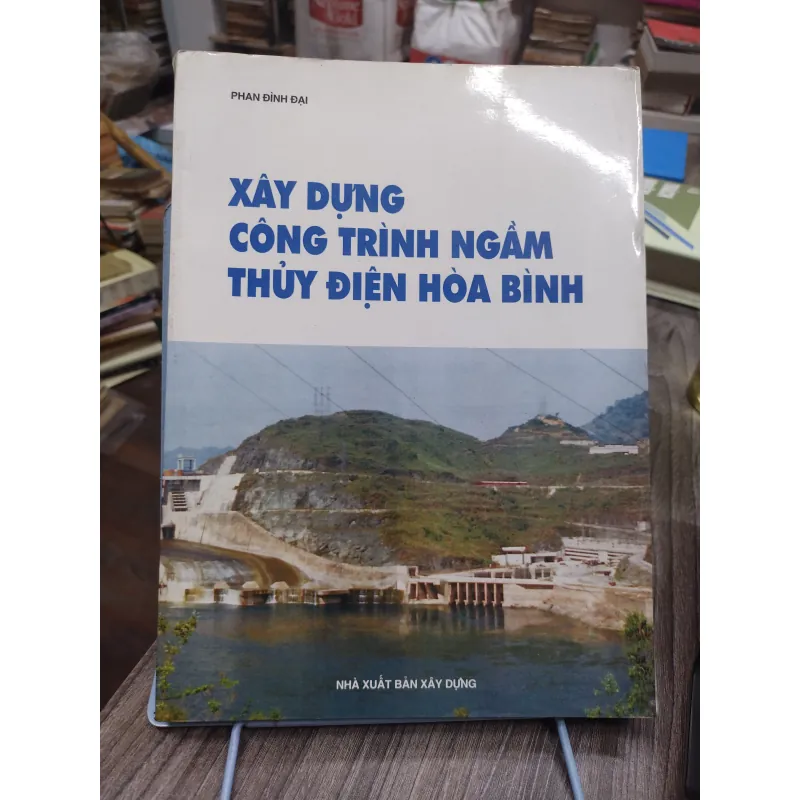 PHAN ĐÌNH ĐẠI
XÂY DỰNG
CÔNG TRÌNH NGẦM
THỦY ĐIỆN HÒA BÌNH
NHÀ XUẤT BẢN XÂY DỰNG